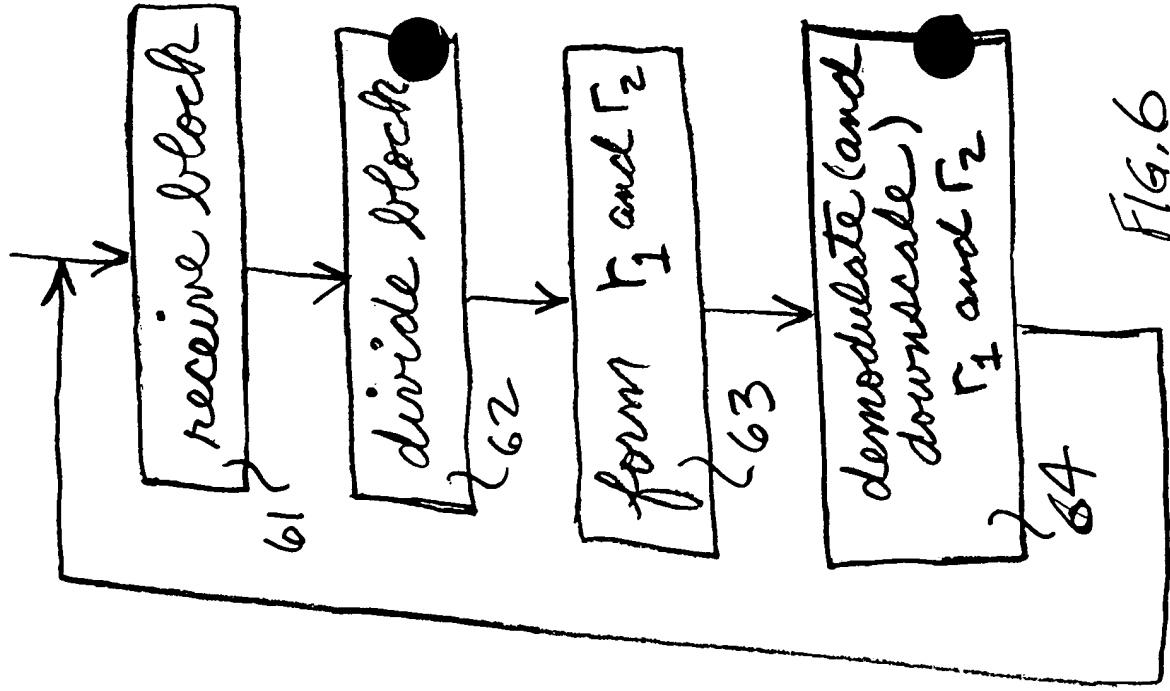 receive block
61
divide block
62
form r1 and r2
63
demodulate (and
downscale)
r1 and r2
64
FIG. 6